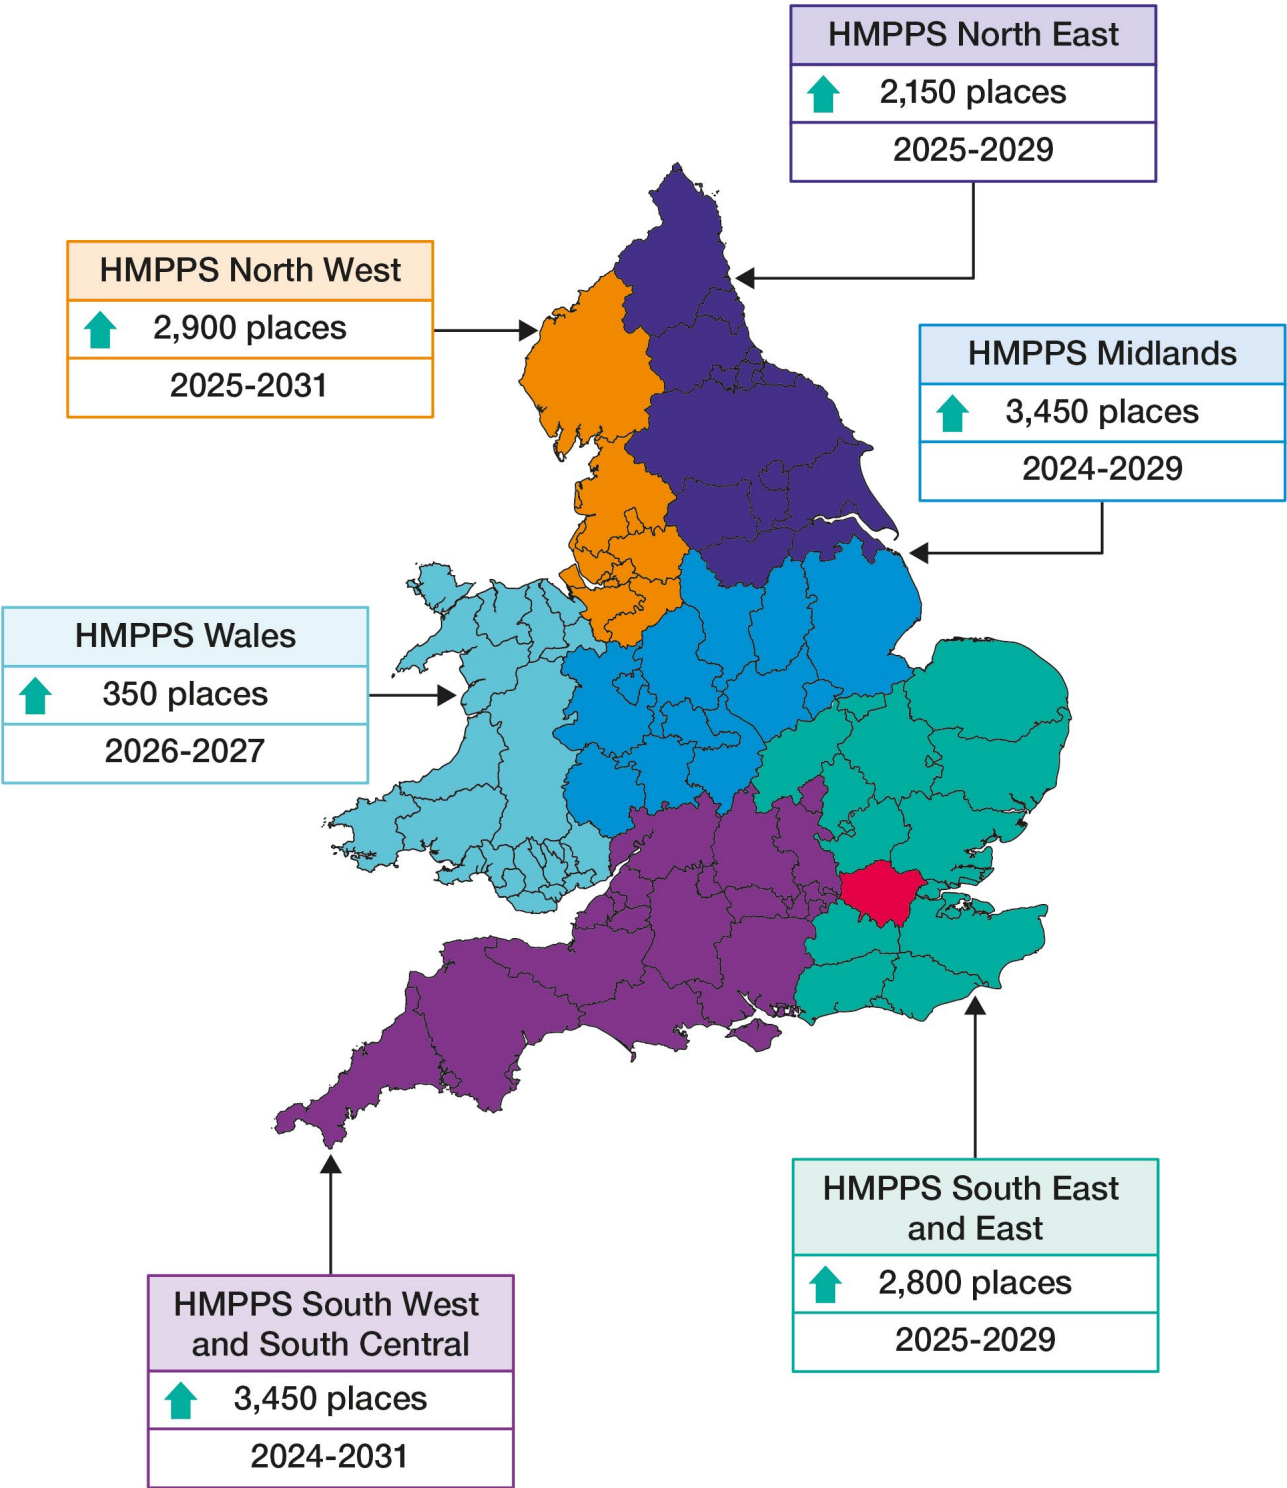 HMPPS North East
2,150 places
2025-2029
HMPPS North West
2,900 places
2025-2031
HMPPS Midlands
3,450 places
2024-2029
HMPPS Wales
350 places
2026-2027
HMPPS South East
and East
2,800 places
2025-2029
HMPPS South West
and South Central
3,450 places
2024-2031